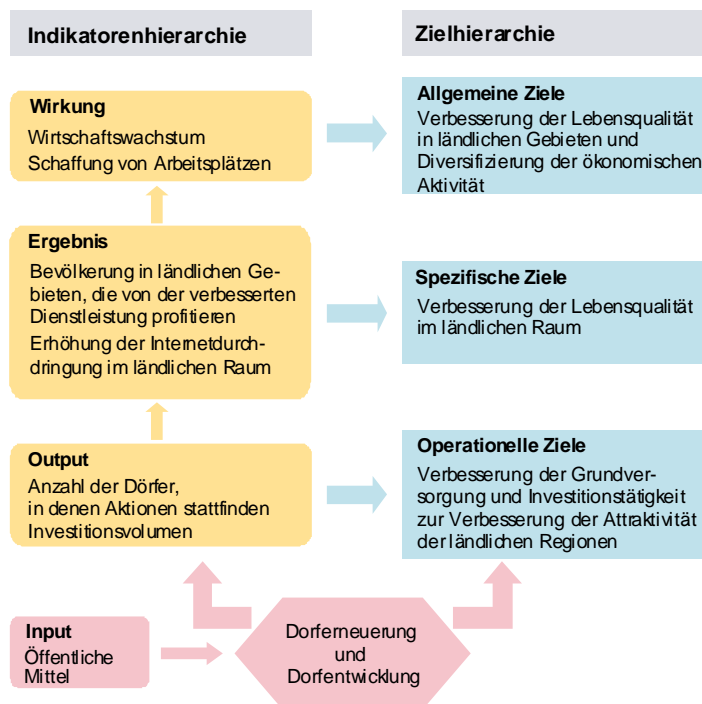 Indikatorenhierarchie
Zielhierarchie
Wirkung
Wirtschaftswachstum
Schaffung von Arbeitsplätzen
Allgemeine Ziele
Verbesserung der Lebensqualität
in ländlichen Gebieten und
Diversifizierung der ökonomischen
Aktivität
Ergebnis
Bevölkerung in ländlichen Ge-
bieten, die von der verbesserten
Dienstleistung profitieren
Erhöhung der Internetdurch-
dringung im ländlichen Raum
Spezifische Ziele
Verbesserung der Lebensqualität
im ländlichen Raum
Output
Anzahl der Dörfer,
in denen Aktionen stattfinden
Investitionsvolumen
Operationelle Ziele
Verbesserung der Grundver-
sorgung und Investitionstätigkeit
zur Verbesserung der Attraktivität
der ländlichen Regionen
Input
Öffentliche
Mittel
Dorferneuerung
und
Dorfentwicklung